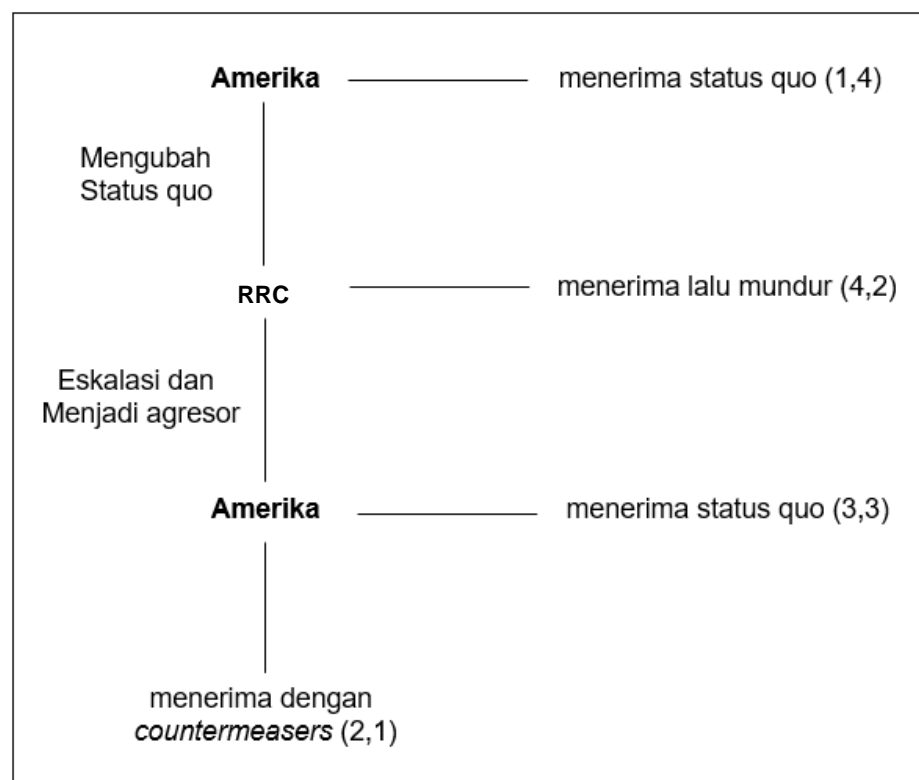 Amerika
menerima status quo (1,4)
Mengubah
Status quo
RRC
menerima lalu mundur (4,2)
Eskalasi dan
Menjadi agresor
Amerika
menerima status quo (3,3)
menerima dengan
countermeasers (2,1)